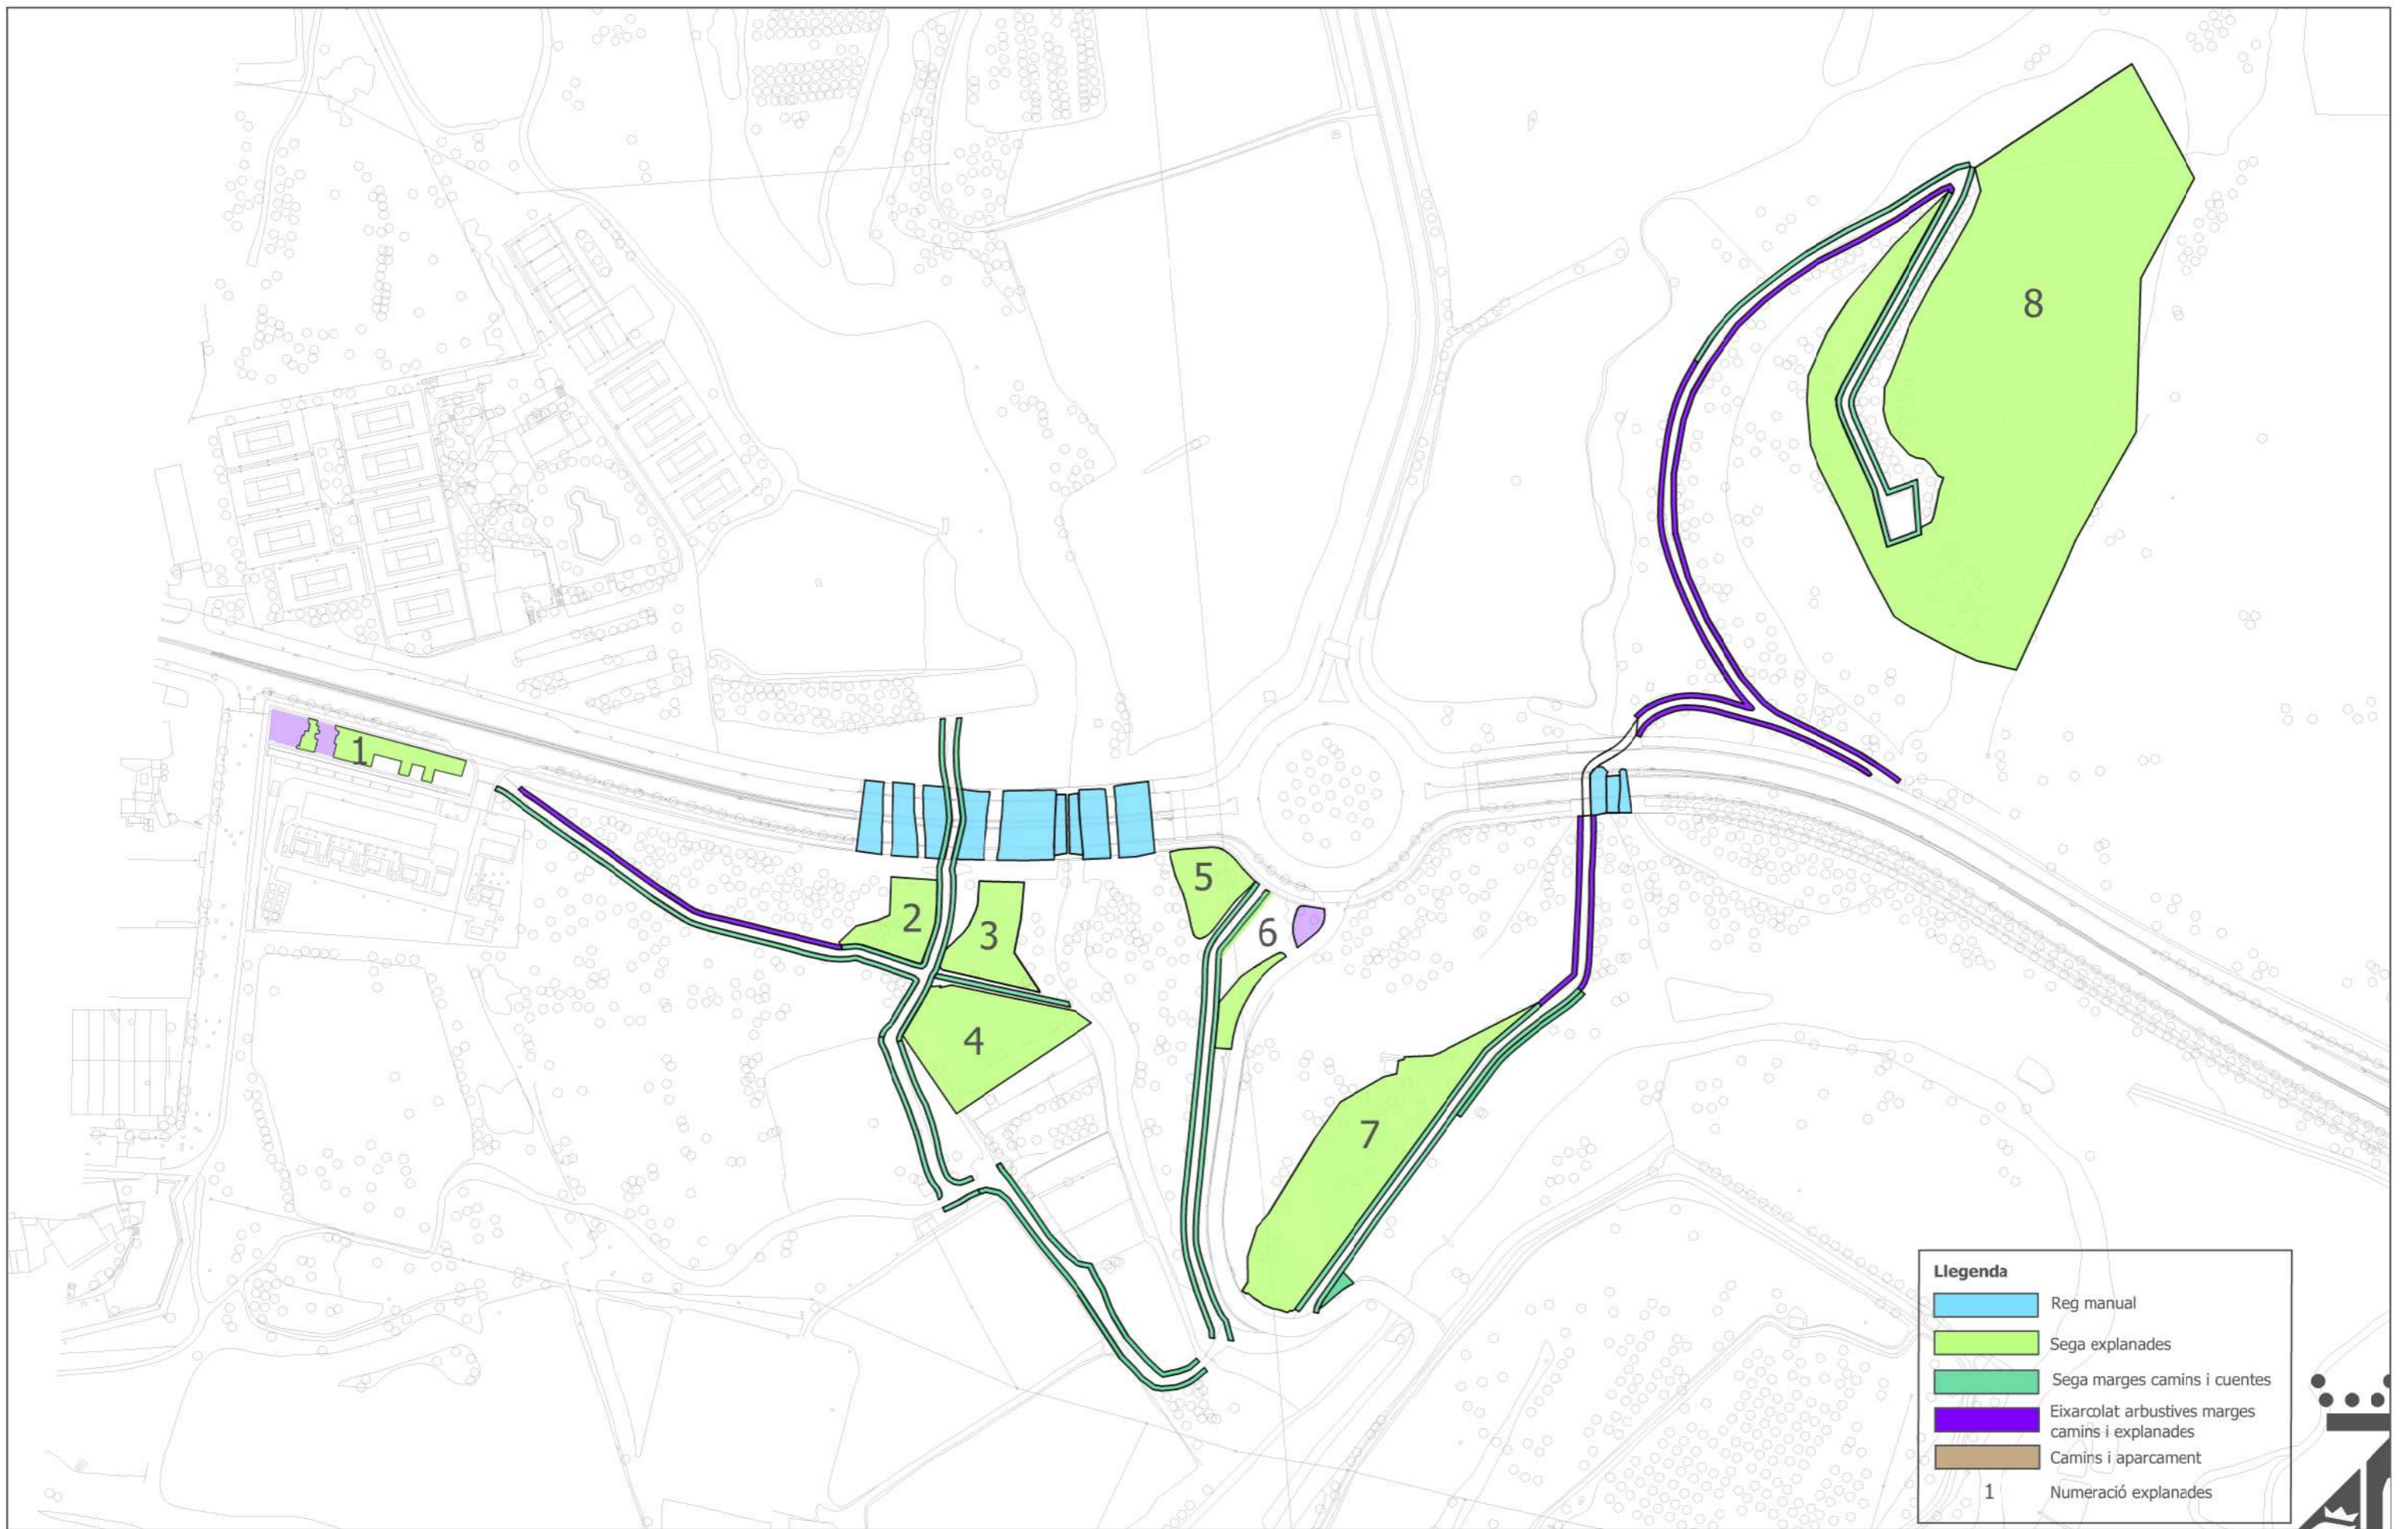 8
1
2
3
5
6
4
7
Llegenda
Reg manual
Sega explanades
Sega marges camins i cuentes
Eixarcolat arbustives marges
camins i explanades
Camins i aparcament
1 Numeració explanades